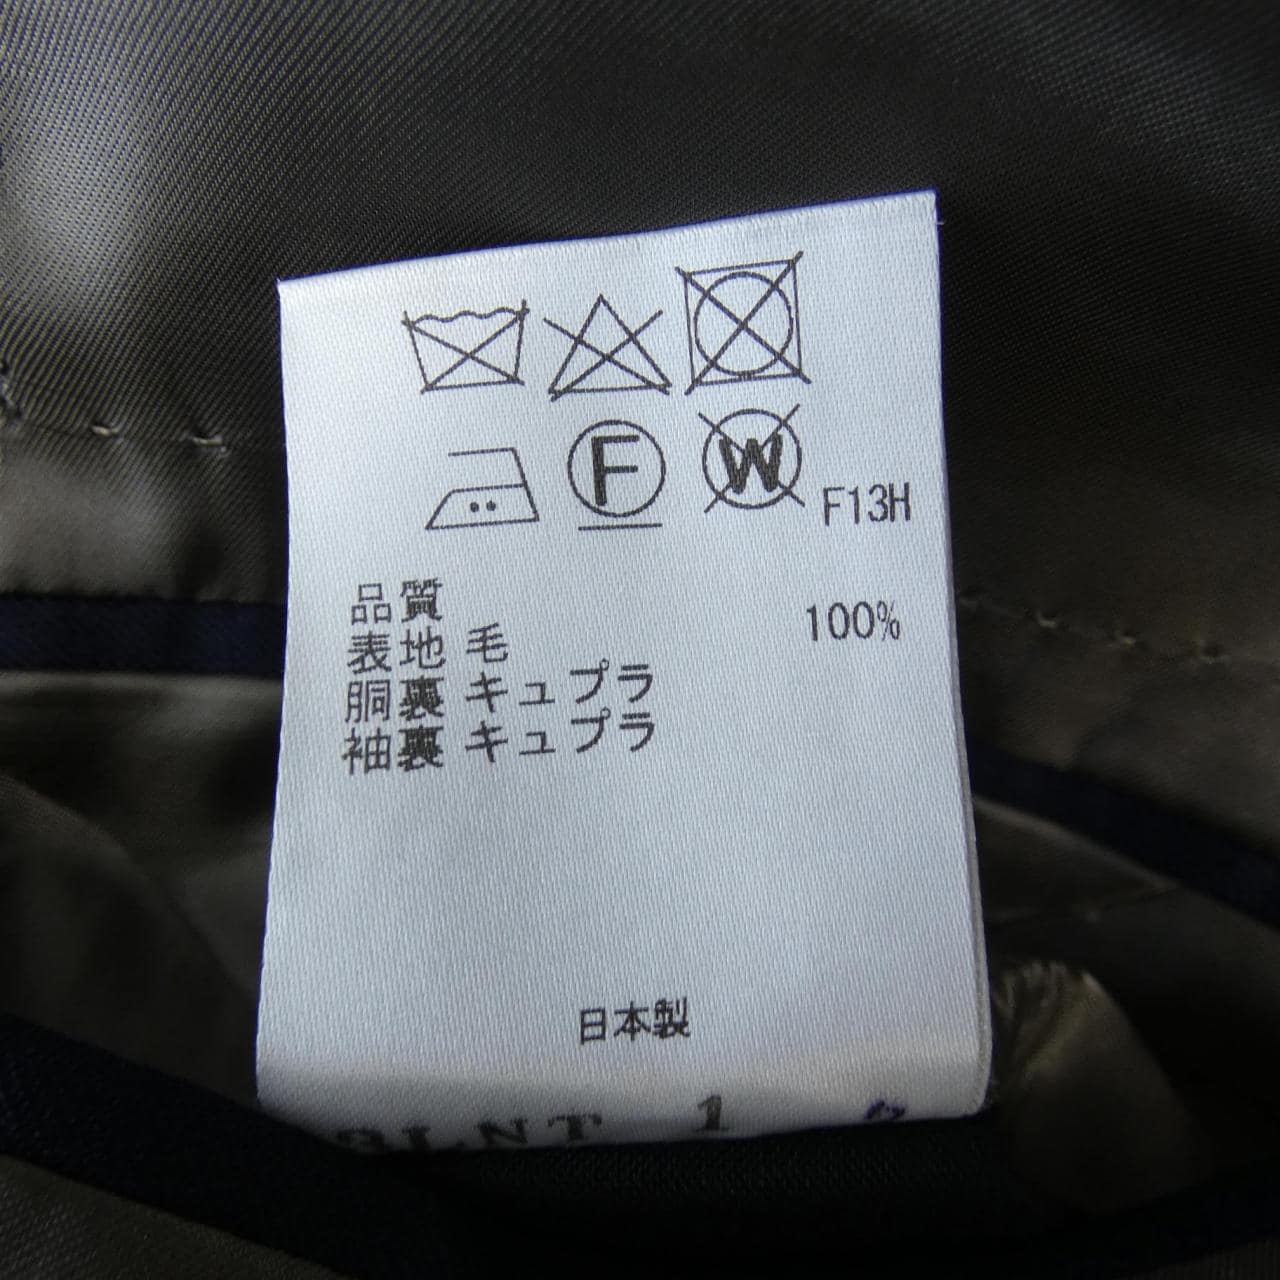 F
W
F13H
品質
表地 毛 100%
胴裏 キュプラ
袖裏 キュプラ
日本製